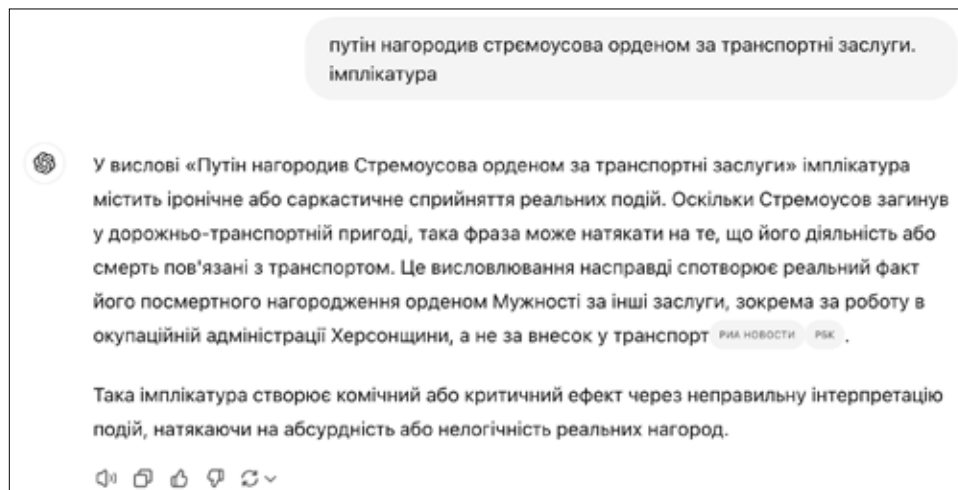 путін нагородив стрємоусова орденом за транспортні заслуги.
імплікатура
У вислові «Путін нагородив Стремоусова орденом за транспортні заслуги» імплікатура
містить іронічне або саркастичне сприйняття реальних подій. Оскільки Стремоусов загинув
у дорожньо-транспортній пригоді, така фраза може натякати на те, що його діяльність або
смерть пов'язані з транспортом. Це висловлювання насправді спотворює реальний факт
його посмертного нагородження орденом Мужності за інші заслуги, зокрема за роботу в
окупаційній адміністрації Херсонщини, а не за внесок у транспорт РИА НОВОСТИ РБК .
Така імплікатура створює комічний або критичний ефект через неправильну інтерпретацію
подій, натякаючи на абсурдність або нелогічність реальних нагород.